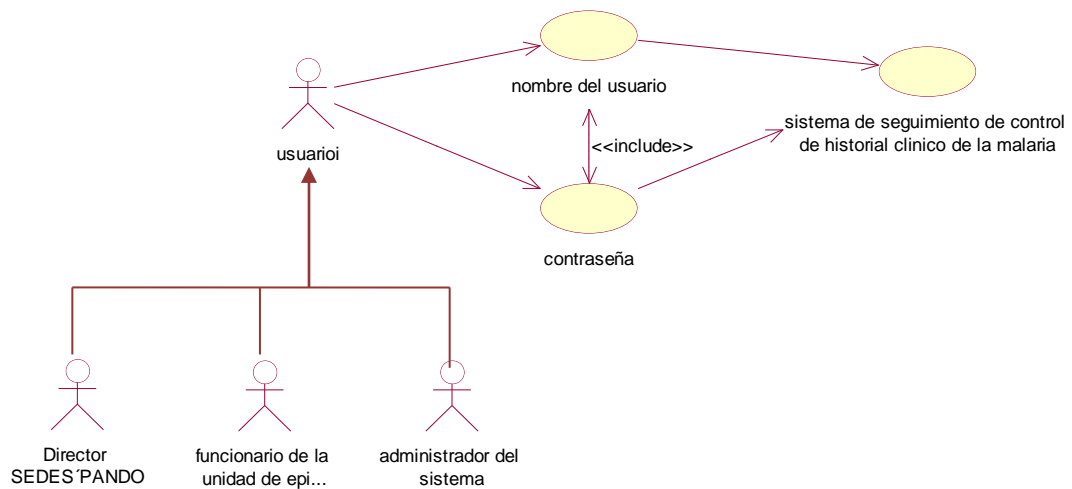 nombre del usuario
sistema de seguimiento de control
de historial clinico de la malaria
<<include>>
usuarioi
contraseña
Director
SEDES´PANDO
funcionario de la
unidad de epi...
administrador del
sistema